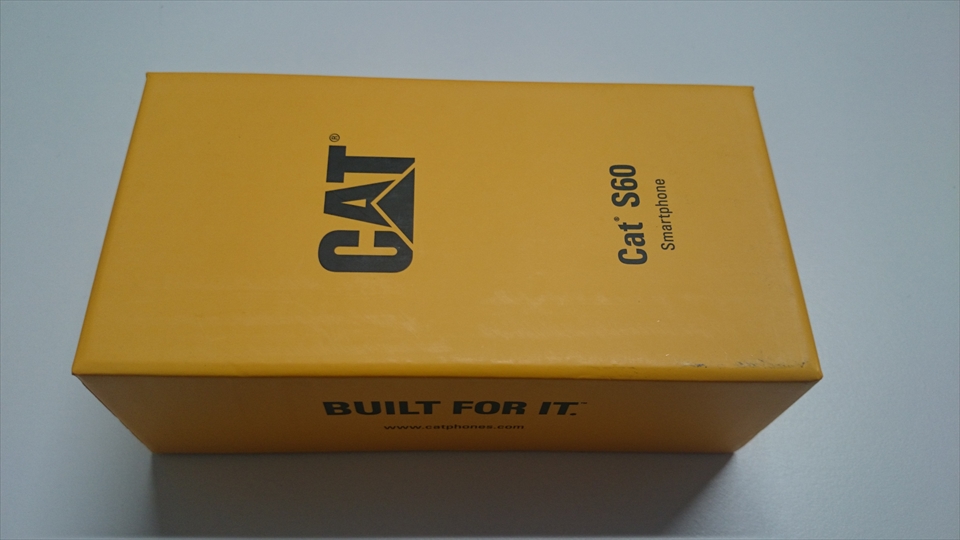 CAT®
Cat® S60
Smartphone
BUILT FOR IT.™
www.catphones.com